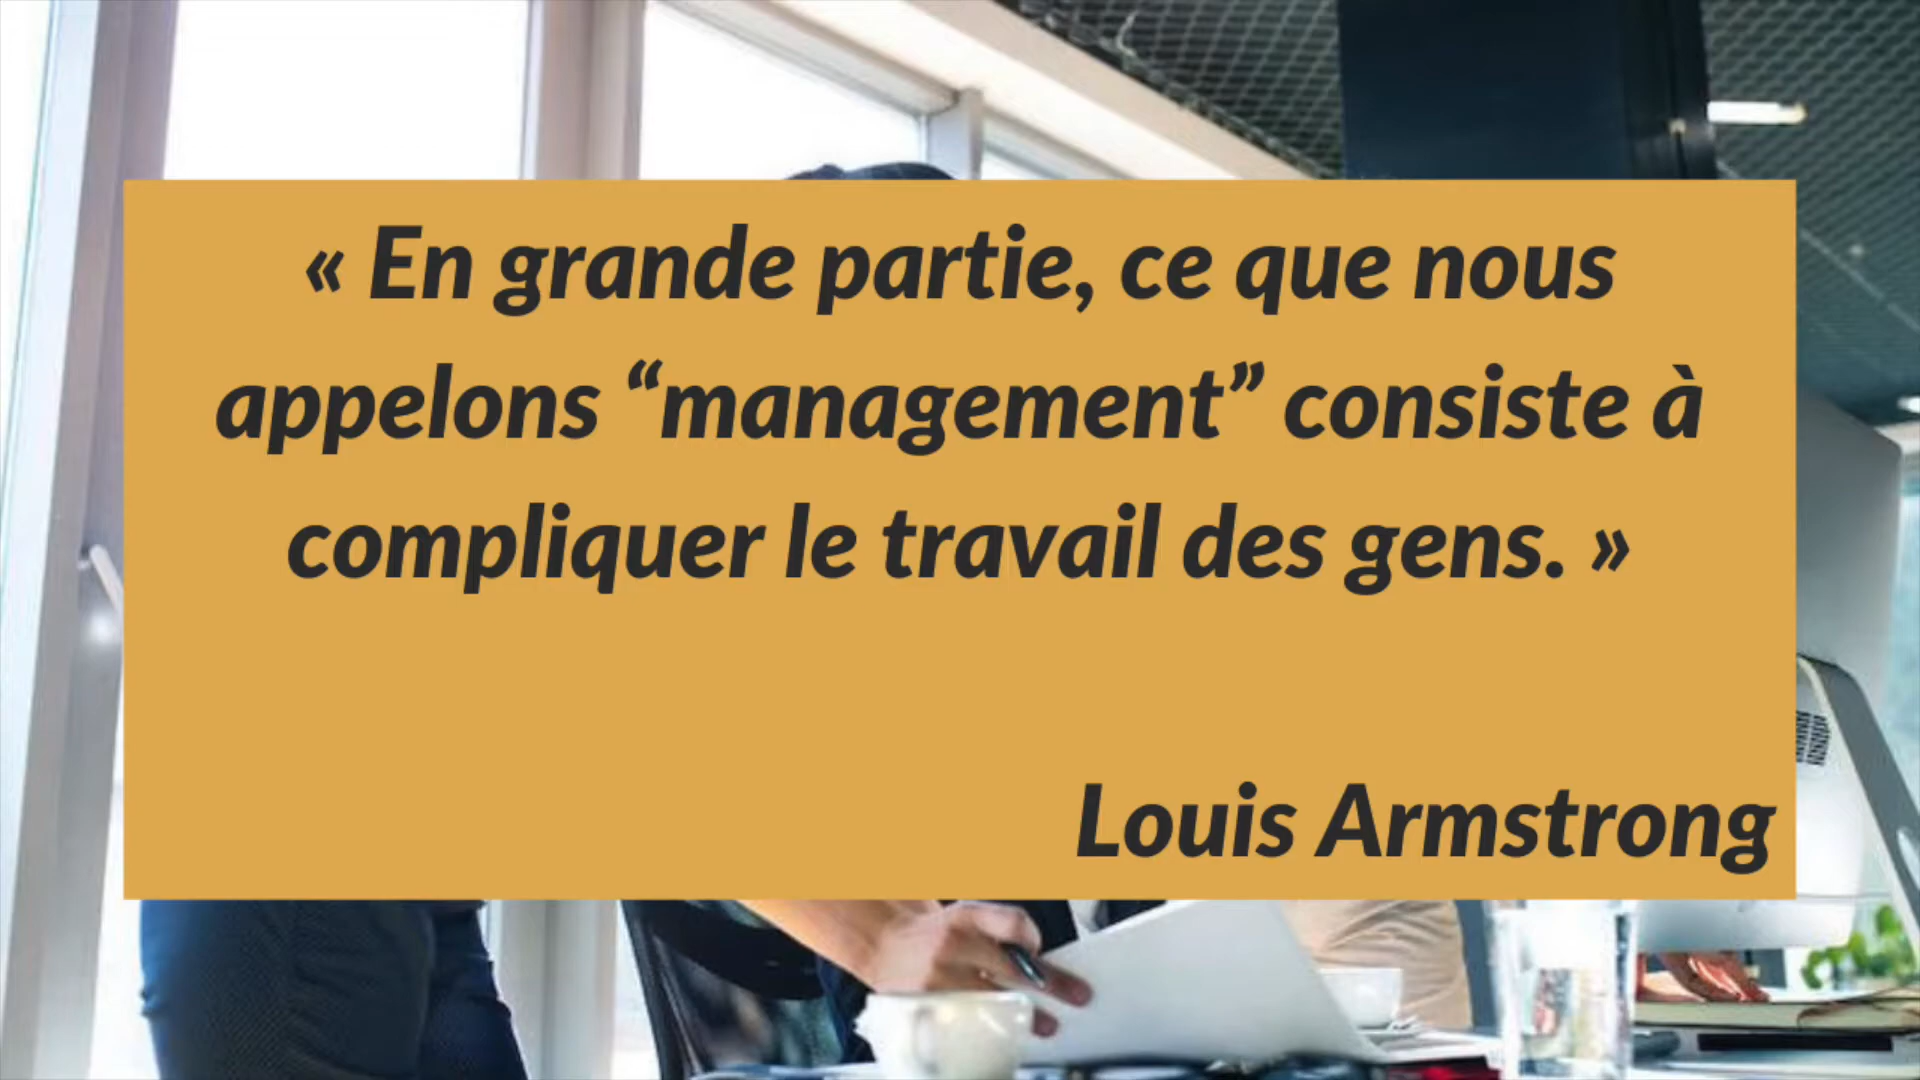 « En grande partie, ce que nous
appelons “management” consiste à
compliquer le travail des gens. »
Louis Armstrong